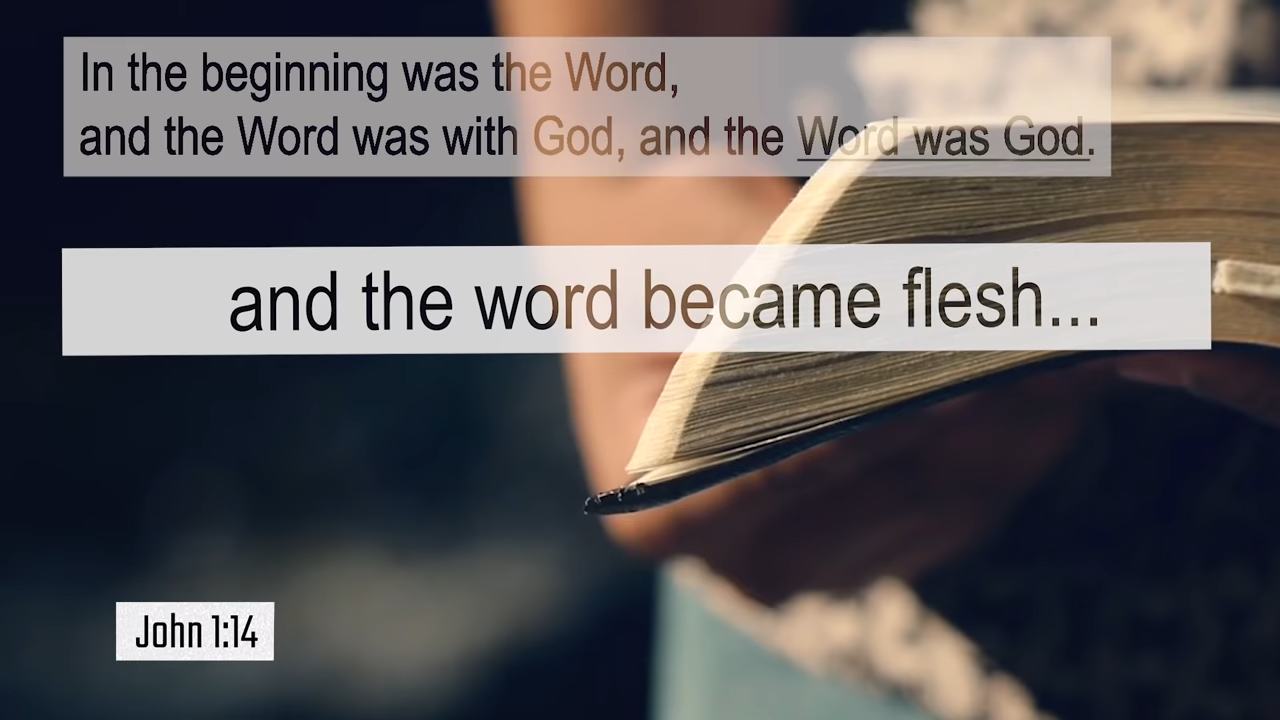 In the beginning was the Word,
and the Word was with God, and the Word was God.
and the word became flesh...
John 1:14